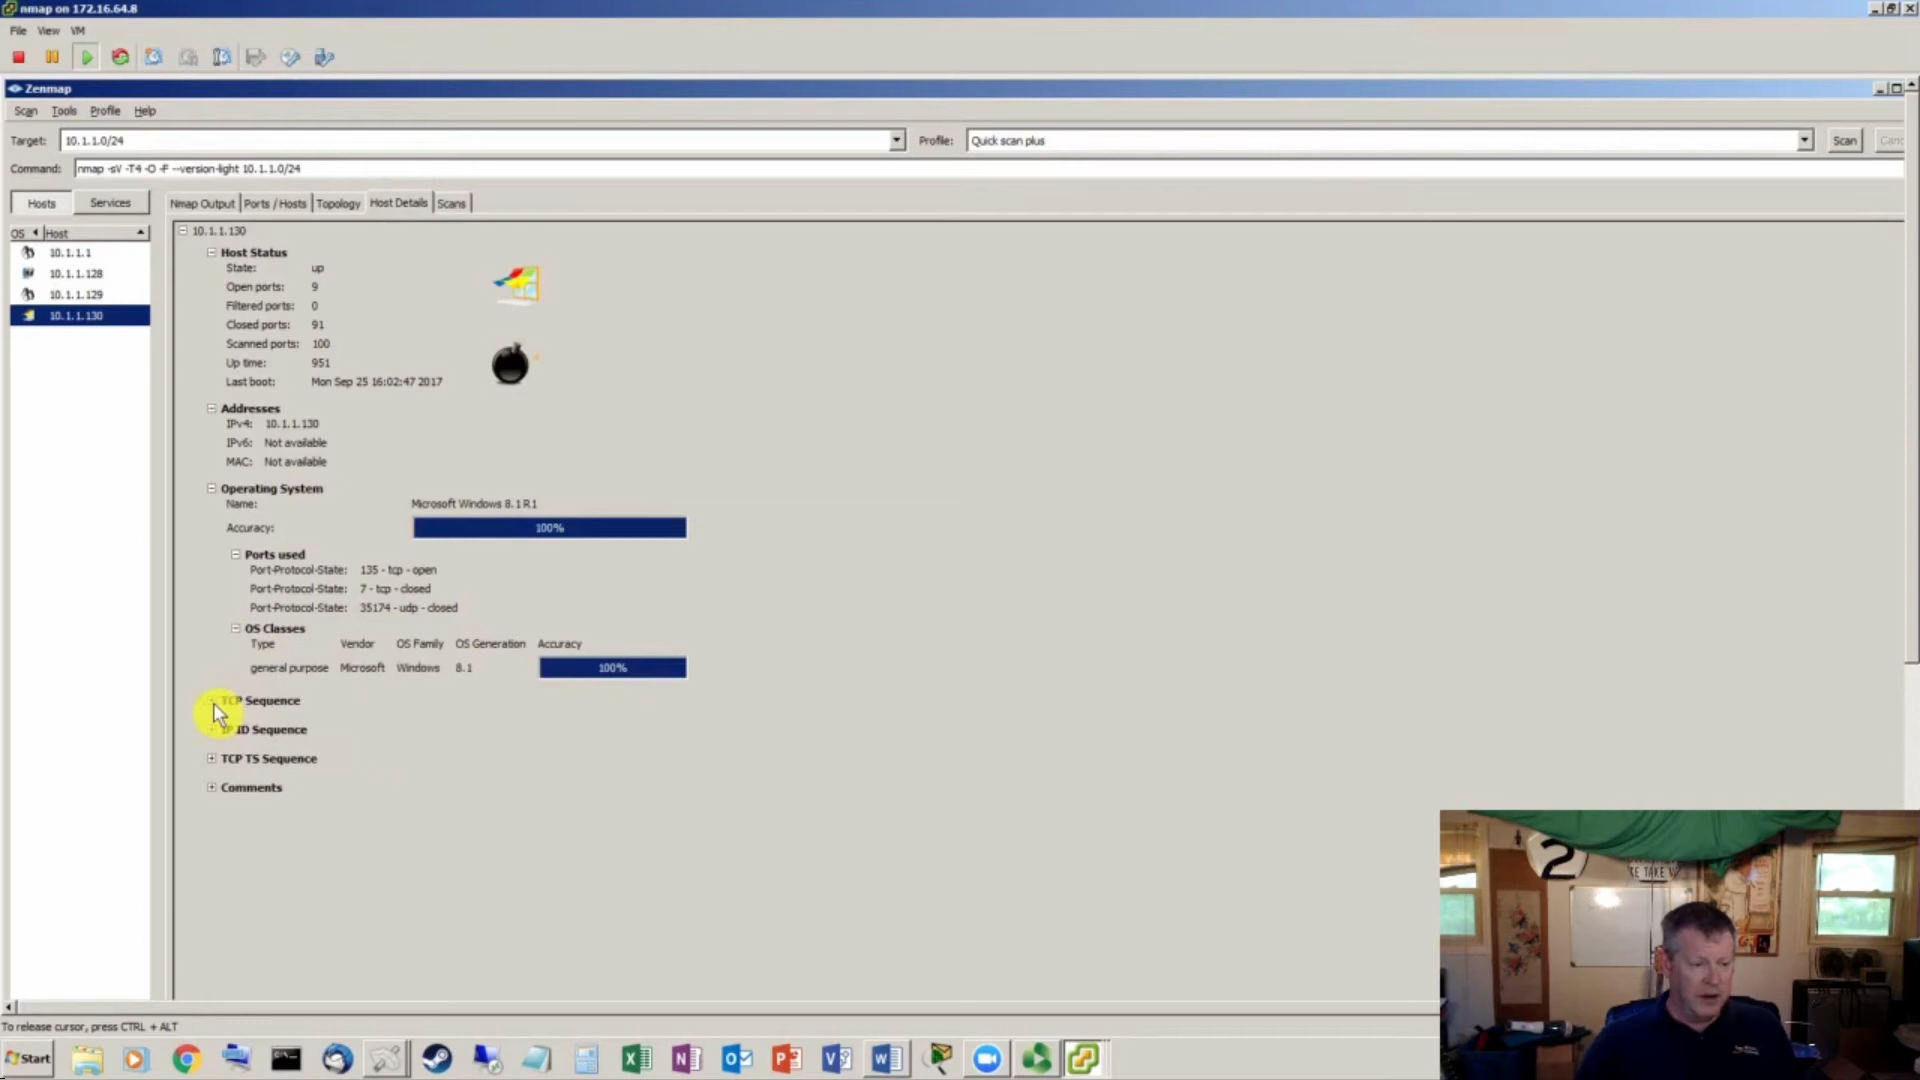 nmap on 172.16.64.8
File View VM
Zenmap
Scan Tools Profile Help
Target: 10.1.1.0/24 Profile: Quick scan plus Scan
Command: nmap -sV -T4 -O -F --version-light 10.1.1.0/24
Hosts Services Nmap Output Ports / Hosts Topology Host Details Scans
OS Host
10.1.1.1
10.1.1.128
10.1.1.129
10.1.1.130
10.1.1.130
Host Status
State: up
Open ports: 9
Filtered ports: 0
Closed ports: 91
Scanned ports: 100
Up time: 951
Last boot: Mon Sep 25 16:02:47 2017
Addresses
IPv4: 10.1.1.130
IPv6: Not available
MAC: Not available
Operating System
Name: Microsoft Windows 8.1 R1
Accuracy: 100%
Ports used
Port-Protocol-State: 135 - tcp - open
Port-Protocol-State: 7 - tcp - closed
Port-Protocol-State: 35174 - udp - closed
OS Classes
Type Vendor OS Family OS Generation Accuracy
general purpose Microsoft Windows 8.1 100%
TCP Sequence
IP ID Sequence
TCP TS Sequence
Comments
2
To release cursor, press CTRL + ALT
Start